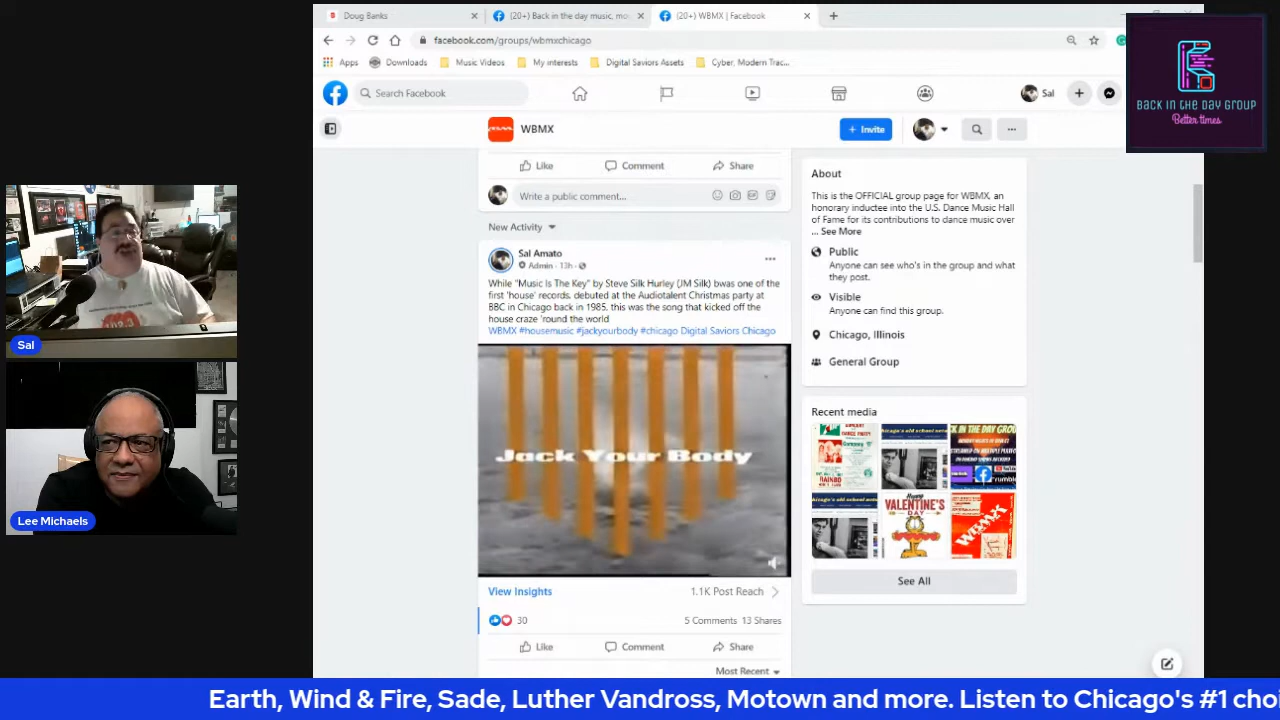 Doug Banks
(20+) Back in the day music, mo
(20+) WBMX | Facebook
facebook.com/groups/wbmxchicago
Apps
Downloads
Music Videos
My interests
Digital Saviors Assets
Cyber, Modern Trac...
Search Facebook
Sal
WBMX
+ Invite
Like
Comment
Share
Write a public comment...
New Activity
Sal Amato
Admin · 13h
While "Music Is The Key" by Steve Silk Hurley (JM Silk) bwas one of the
first 'house' records, debuted at the Audiotalent Christmas party at
BBC in Chicago back in 1985, this was the song that kicked off the
house craze 'round the world
WBMX #housemusic #jackyourbody #chicago Digital Saviors Chicago
Jack Your Body
View Insights
1.1K Post Reach
30
5 Comments 13 Shares
Like
Comment
Share
Most Recent
About
This is the OFFICIAL group page for WBMX, an
honorary inductee into the U.S. Dance Music Hall
of Fame for its contributions to dance music over
... See More
Public
Anyone can see who's in the group and what
they post.
Visible
Anyone can find this group.
Chicago, Illinois
General Group
Recent media
HAPPY
VALENTINE'S
DAY
WBMX
See All
BACK IN THE DAY GROUP
Better times
Sal
Lee Michaels
Earth, Wind & Fire, Sade, Luther Vandross, Motown and more. Listen to Chicago's #1 choi